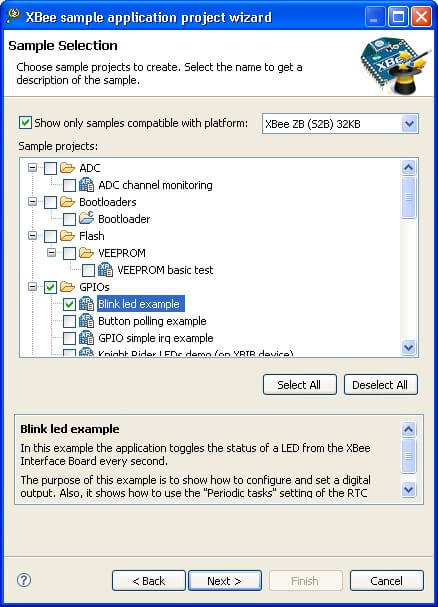 XBee sample application project wizard
Sample Selection
Choose sample projects to create. Select the name to get a
description of the sample.
XBee
Show only samples compatible with platform:
XBee ZB (S2B) 32KB
Sample projects:
ADC
ADC channel monitoring
Bootloaders
Bootloader
Flash
VEEPROM
VEEPROM basic test
GPIOs
Blink led example
Button polling example
GPIO simple irq example
Knight Rider LEDs demo (on XBIB device)
Select All
Deselect All
Blink led example
In this example the application toggles the status of a LED from the XBee
Interface Board every second.
The purpose of this example is to show how to configure and set a digital
output. Also, it shows how to use the "Periodic tasks" setting of the RTC
?
< Back
Next >
Finish
Cancel